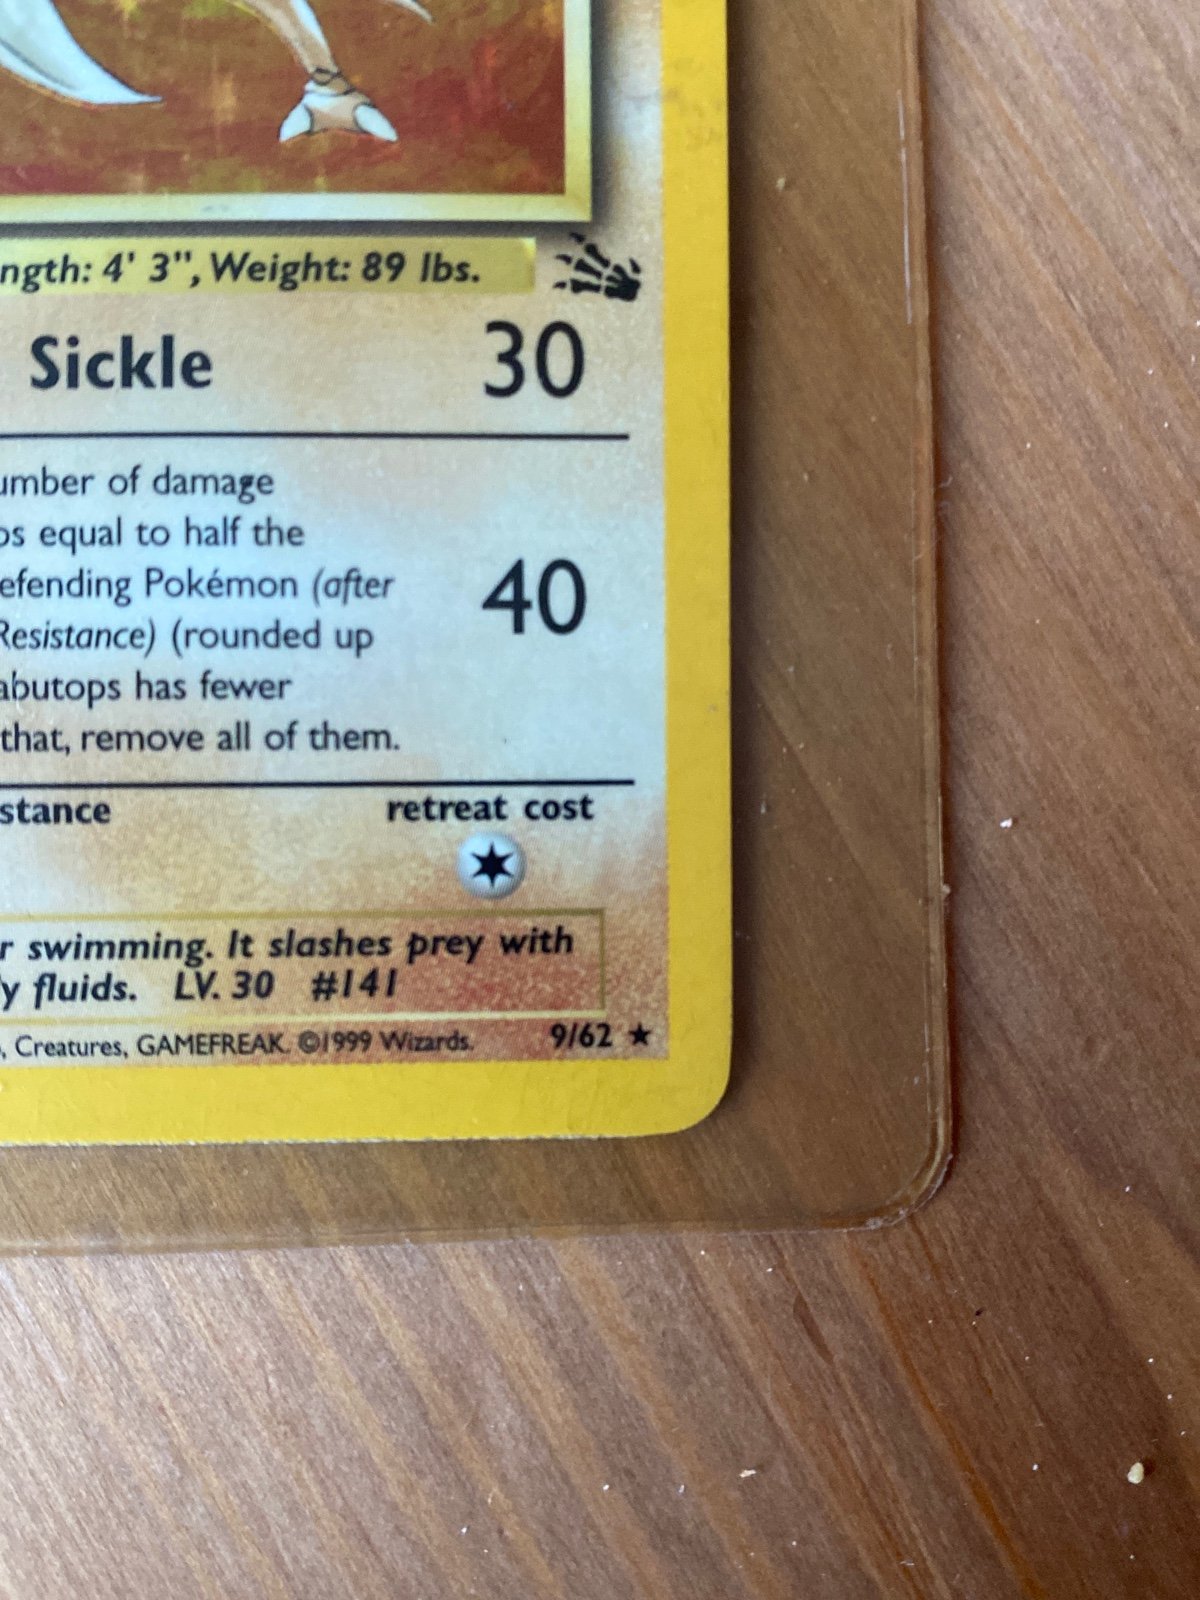 ngth: 4' 3", Weight: 89 lbs.
Sickle 30
umber of damage
os equal to half the
efending Pokémon (after
40
Resistance) (rounded up
abutops has fewer
that, remove all of them.
stance retreat cost
r swimming. It slashes prey with
y fluids. LV. 30 #141
, Creatures, GAMEFREAK. ©1999 Wizards. 9/62 ★